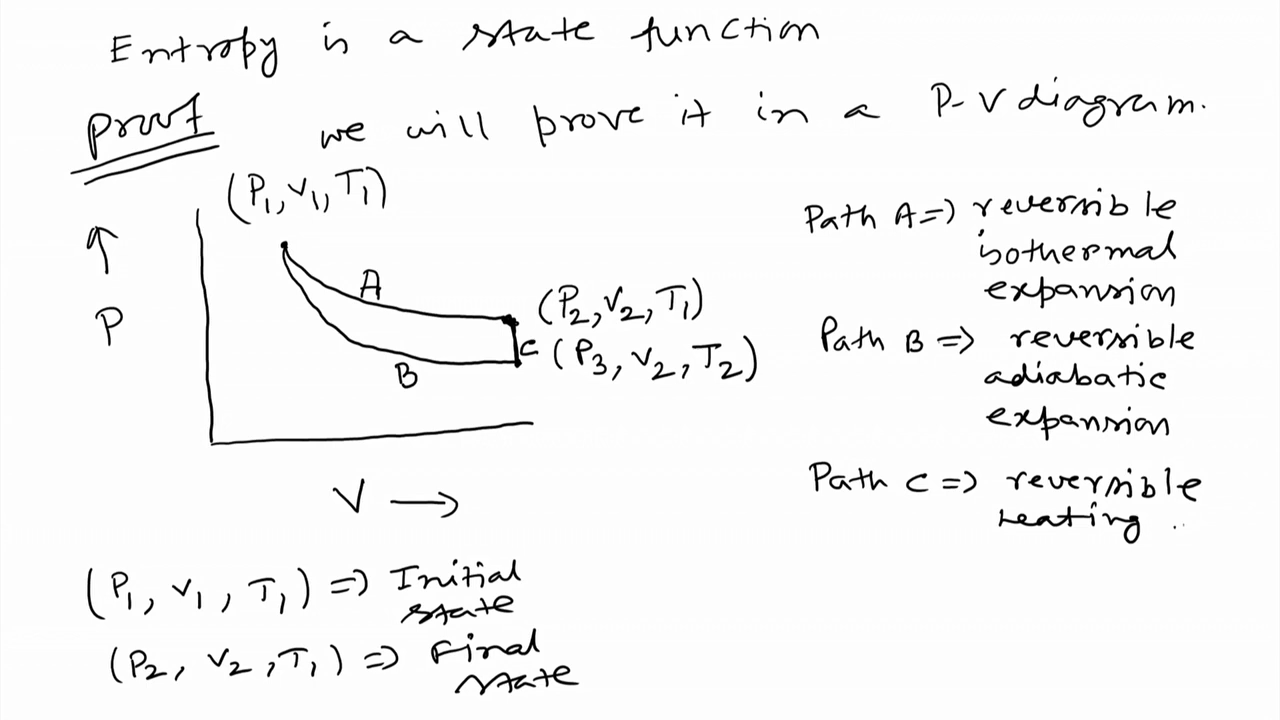 Entropy is a state function
Proof we will prove it in a P-V diagram.
(P₁, V₁, T₁)
↑
P
A
(P₂, V₂, T₁)
C (P₃, V₂, T₂)
B
V →
Path A => reversible
isothermal
expansion
Path B => reversible
adiabatic
expansion
Path C => reversible
heating
(P₁, V₁, T₁) => Initial
state
(P₂, V₂, T₁) => Final
state